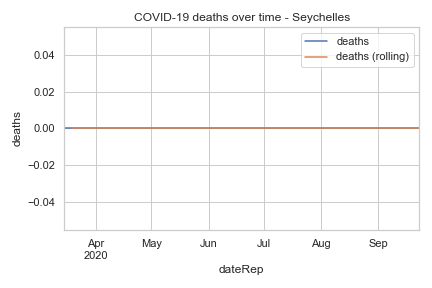 COVID-19 deaths over time - Seychelles
deaths
deaths (rolling)
0.04
0.02
0.00
−0.02
−0.04
deaths
Apr
2020
May
Jun
Jul
Aug
Sep
dateRep